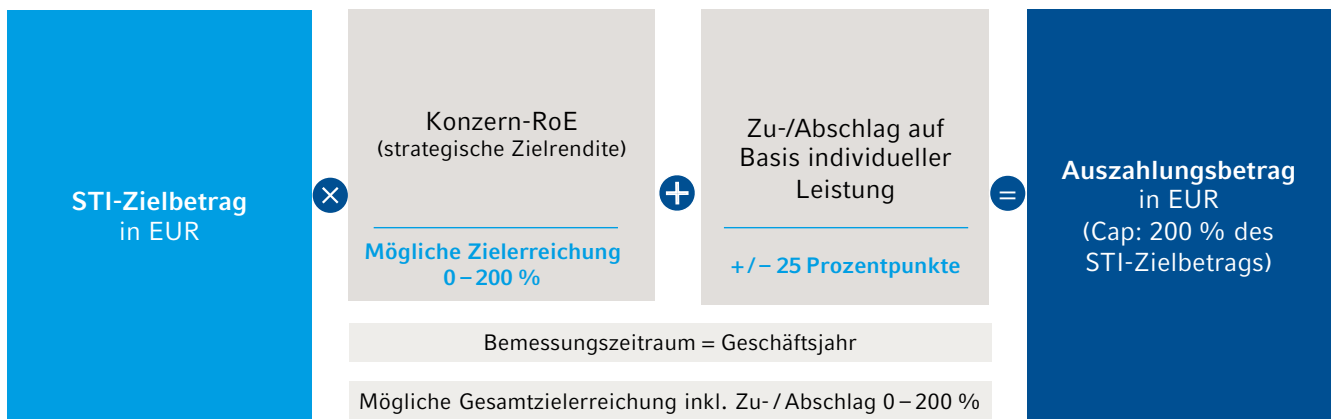 STI-Zielbetrag
in EUR
×
Konzern-RoE
(strategische Zielrendite)
Mögliche Zielerreichung
0 – 200 %
+
Zu-/Abschlag auf
Basis individueller
Leistung
+ / – 25 Prozentpunkte
=
Auszahlungsbetrag
in EUR
(Cap: 200 % des
STI-Zielbetrags)
Bemessungszeitraum = Geschäftsjahr
Mögliche Gesamtzielerreichung inkl. Zu- / Abschlag 0 – 200 %